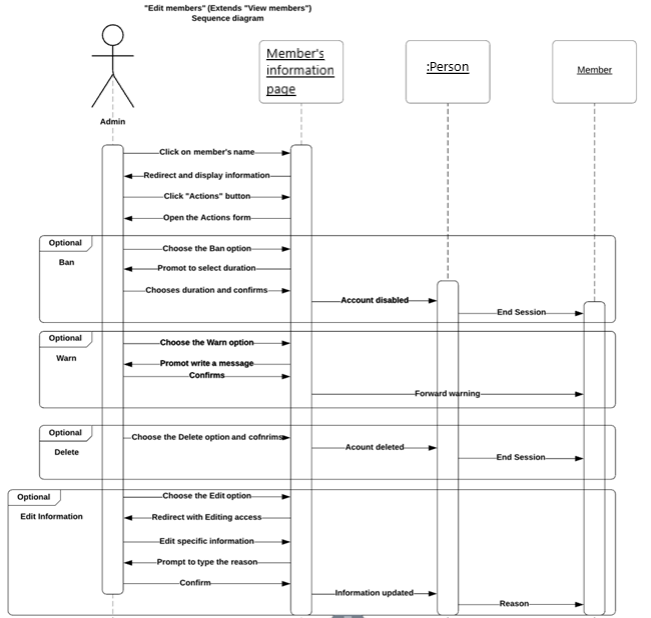 "Edit members" (Extends "View members")
Sequence diagram
Member's
information
page
:Person
Member
Admin
Click on member's name
Redirect and display information
Click "Actions" button
Open the Actions form
Optional
Ban
Choose the Ban option
Promot to select duration
Chooses duration and confirms
Account disabled
End Session
Optional
Warn
Choose the Warn option
Promot write a message
Confirms
Forward warning
Optional
Delete
Choose the Delete option and cofnrims
Acount deleted
End Session
Optional
Edit Information
Choose the Edit option
Redirect with Editing access
Edit specific information
Prompt to type the reason
Confirm
Information updated
Reason